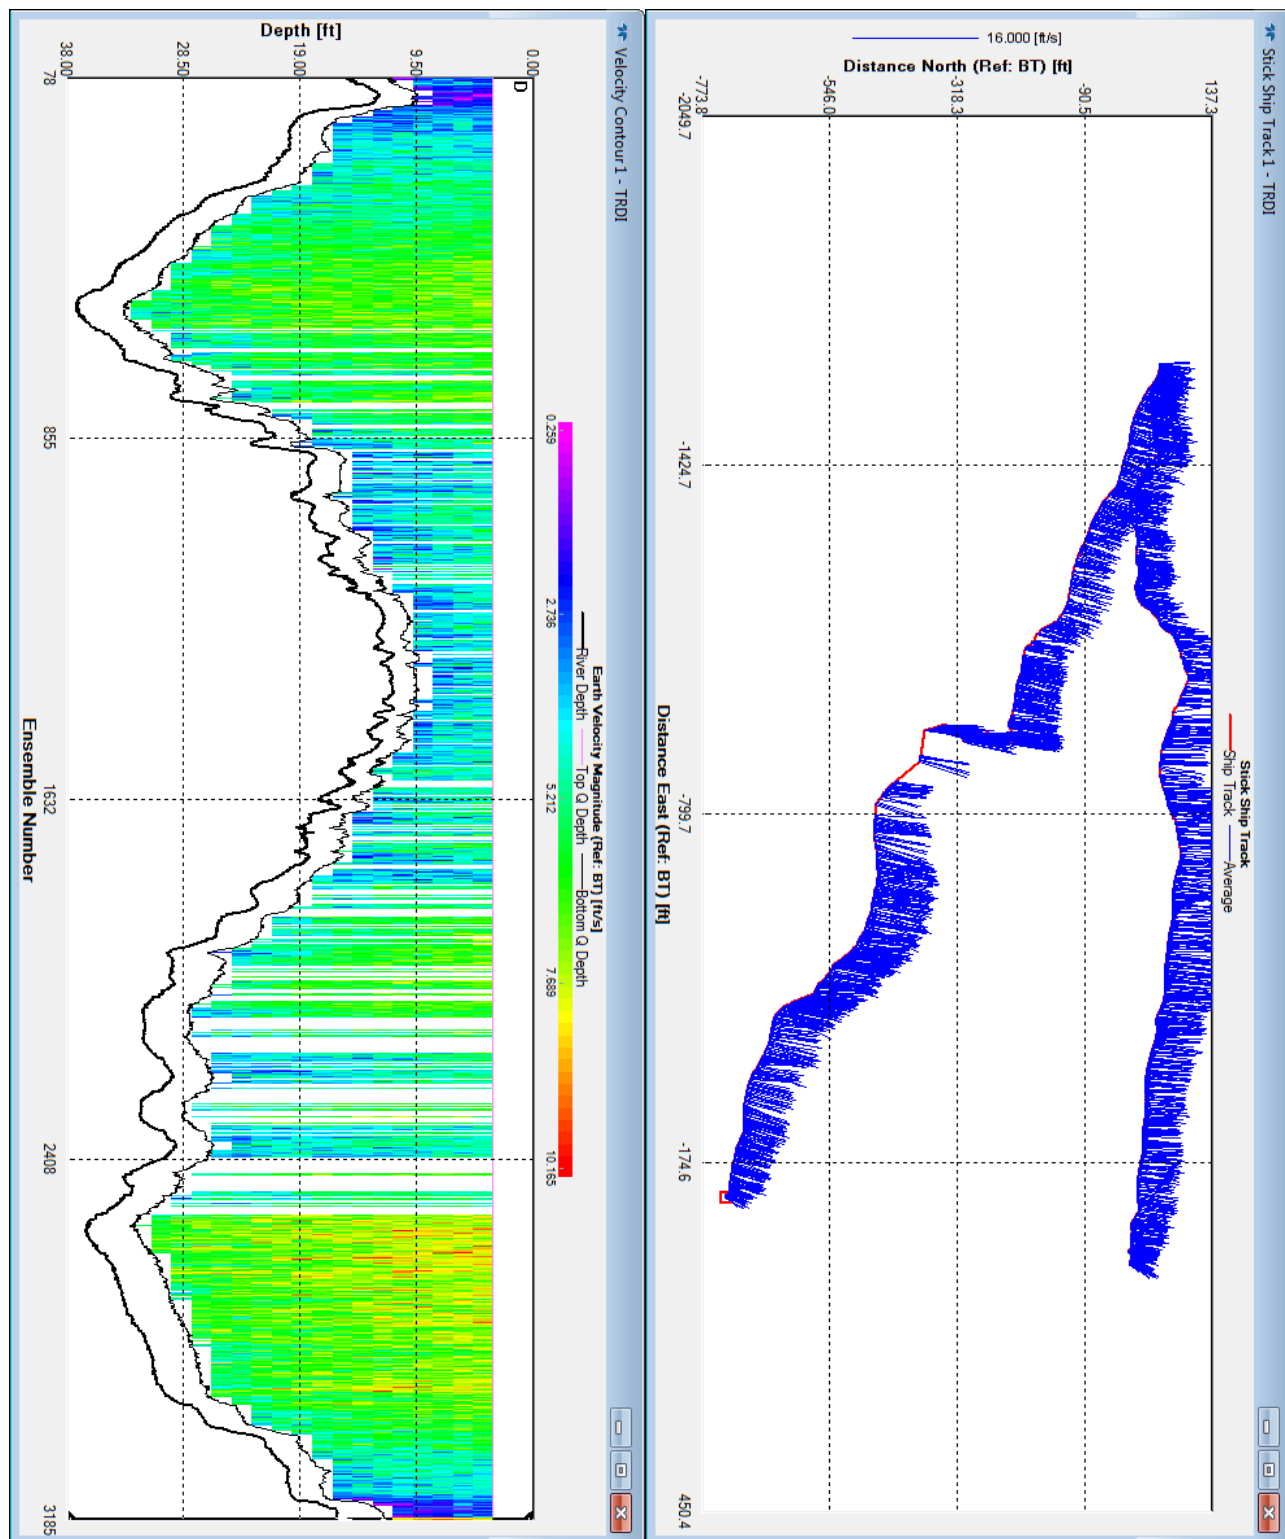 Stick Ship Track 1 - TRDI
Stick Ship Track
Ship Track
Average
16.000 [ft/s]
Distance North (Ref: BT) [ft]
137.3
-90.5
-318.3
-546.0
-773.8
-2049.7
-1424.7
-799.7
-174.6
450.4
Distance East (Ref: BT) [ft]
Velocity Contour 1 - TRDI
D
Depth [ft]
0.00
9.50
19.00
28.50
38.00
0.259
2.736
5.212
7.689
10.165
Earth Velocity Magnitude (Ref: BT) [ft/s]
River Depth
Top Q Depth
Bottom Q Depth
78
855
1632
2408
3185
Ensemble Number